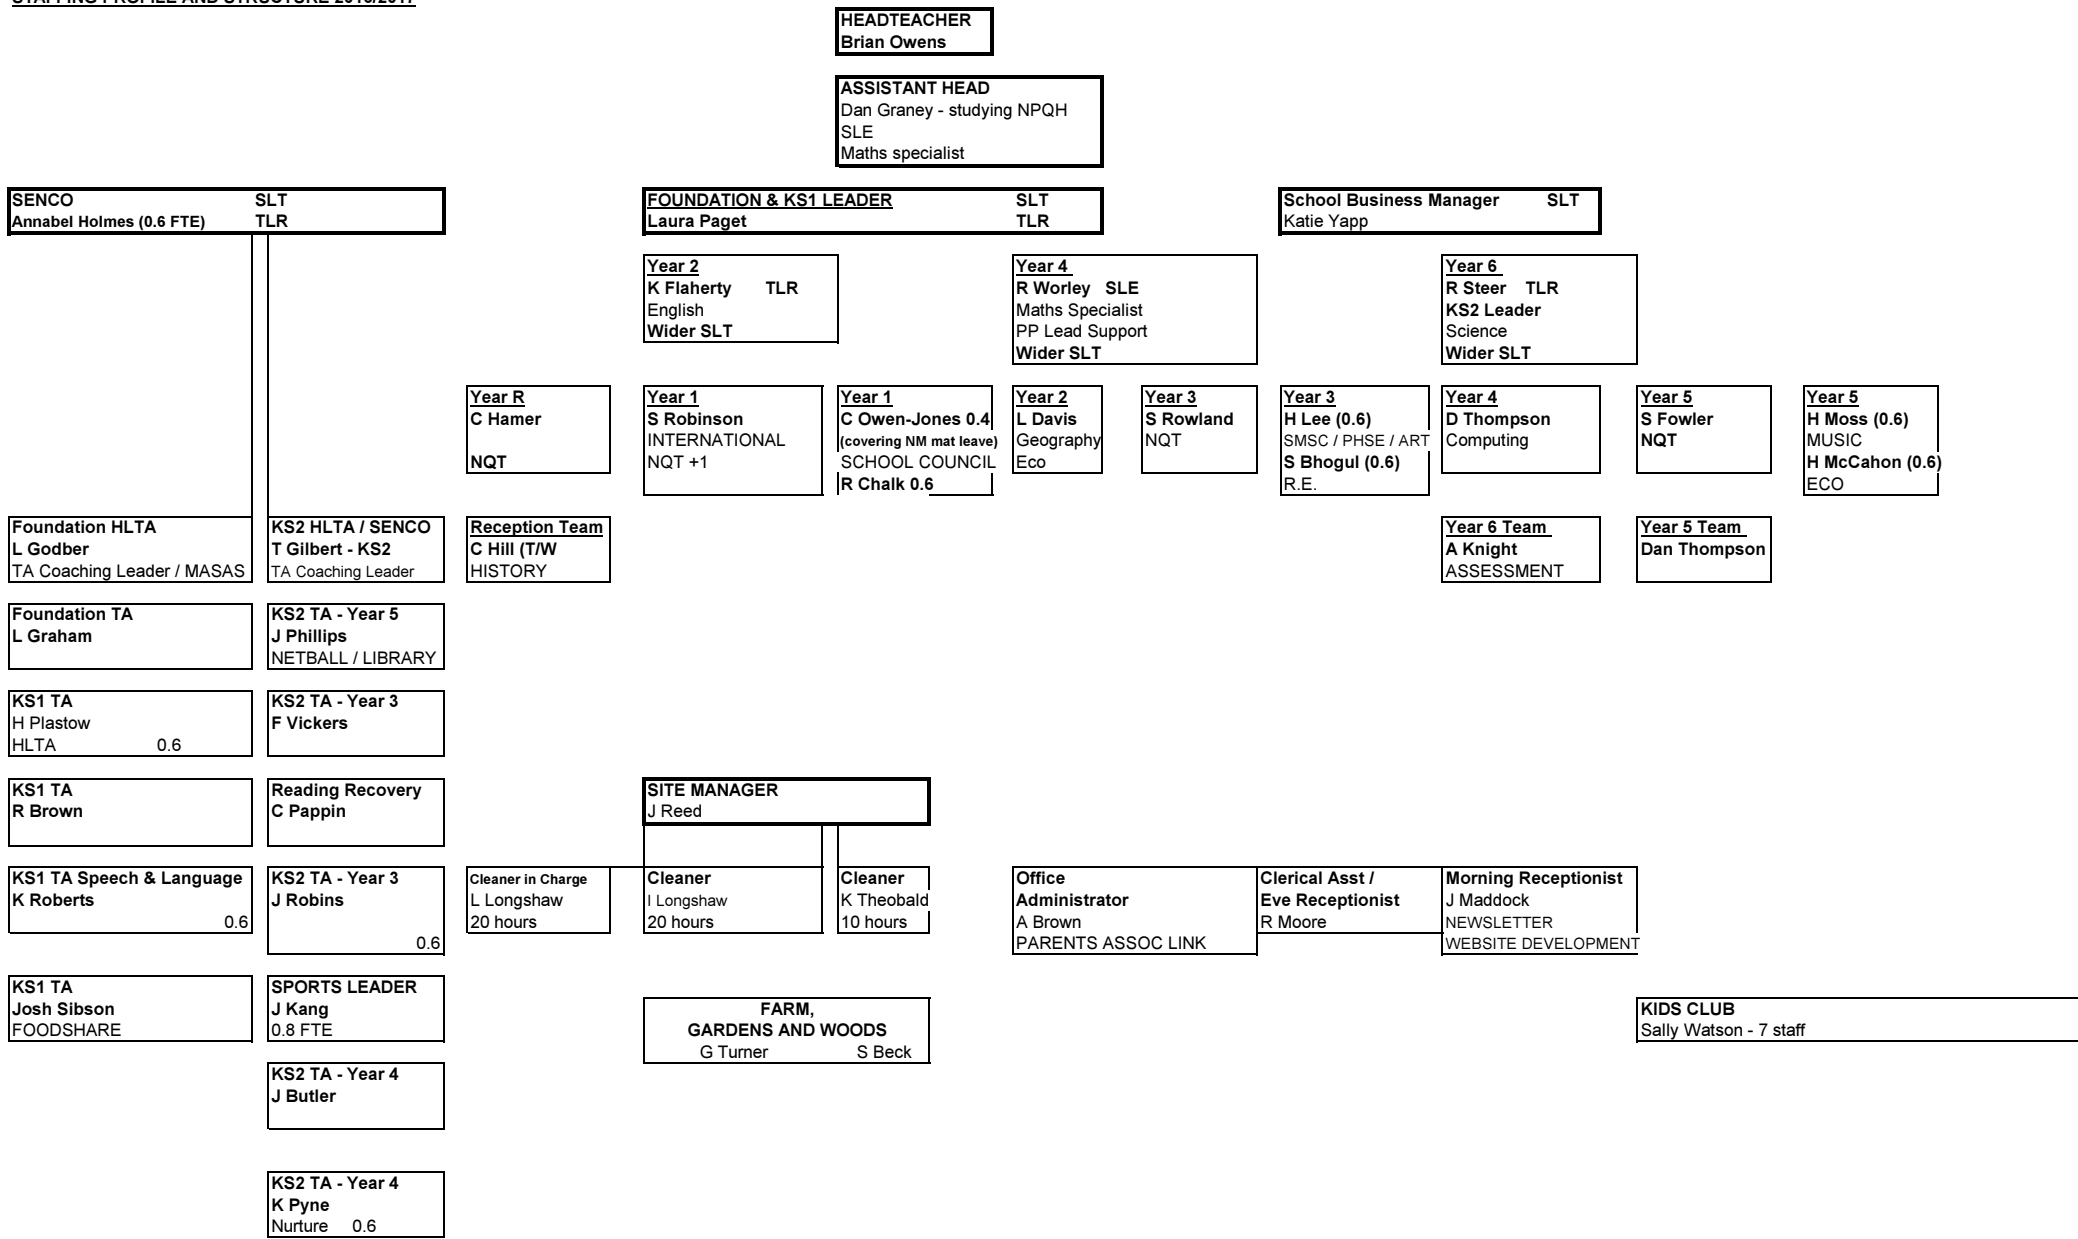 STAFFING PROFILE AND STRUCTURE 2016/2017
HEADTEACHER
Brian Owens
ASSISTANT HEAD
Dan Graney - studying NPQH
SLE
Maths specialist
SENCO SLT
Annabel Holmes (0.6 FTE) TLR
FOUNDATION & KS1 LEADER SLT
Laura Paget TLR
School Business Manager SLT
Katie Yapp
Year 2
K Flaherty TLR
English
Wider SLT
Year 4
R Worley SLE
Maths Specialist
PP Lead Support
Wider SLT
Year 6
R Steer TLR
KS2 Leader
Science
Wider SLT
Year R
C Hamer
NQT
Year 1
S Robinson
INTERNATIONAL
NQT +1
Year 1
C Owen-Jones 0.4
(covering NM mat leave)
SCHOOL COUNCIL
R Chalk 0.6
Year 2
L Davis
Geography
Eco
Year 3
S Rowland
NQT
Year 3
H Lee (0.6)
SMSC / PHSE / ART
S Bhogul (0.6)
R.E.
Year 4
D Thompson
Computing
Year 5
S Fowler
NQT
Year 5
H Moss (0.6)
MUSIC
H McCahon (0.6)
ECO
Foundation HLTA
L Godber
TA Coaching Leader / MASAS
KS2 HLTA / SENCO
T Gilbert - KS2
TA Coaching Leader
Reception Team
C Hill (T/W
HISTORY
Year 6 Team
A Knight
ASSESSMENT
Year 5 Team
Dan Thompson
Foundation TA
L Graham
KS2 TA - Year 5
J Phillips
NETBALL / LIBRARY
KS1 TA
H Plastow
HLTA 0.6
KS2 TA - Year 3
F Vickers
KS1 TA
R Brown
Reading Recovery
C Pappin
SITE MANAGER
J Reed
KS1 TA Speech & Language
K Roberts
0.6
KS2 TA - Year 3
J Robins
0.6
Cleaner in Charge
L Longshaw
20 hours
Cleaner
I Longshaw
20 hours
Cleaner
K Theobald
10 hours
Office
Administrator
A Brown
PARENTS ASSOC LINK
Clerical Asst /
Eve Receptionist
R Moore
Morning Receptionist
J Maddock
NEWSLETTER
WEBSITE DEVELOPMENT
KS1 TA
Josh Sibson
FOODSHARE
SPORTS LEADER
J Kang
0.8 FTE
FARM,
GARDENS AND WOODS
G Turner S Beck
KIDS CLUB
Sally Watson - 7 staff
KS2 TA - Year 4
J Butler
KS2 TA - Year 4
K Pyne
Nurture 0.6